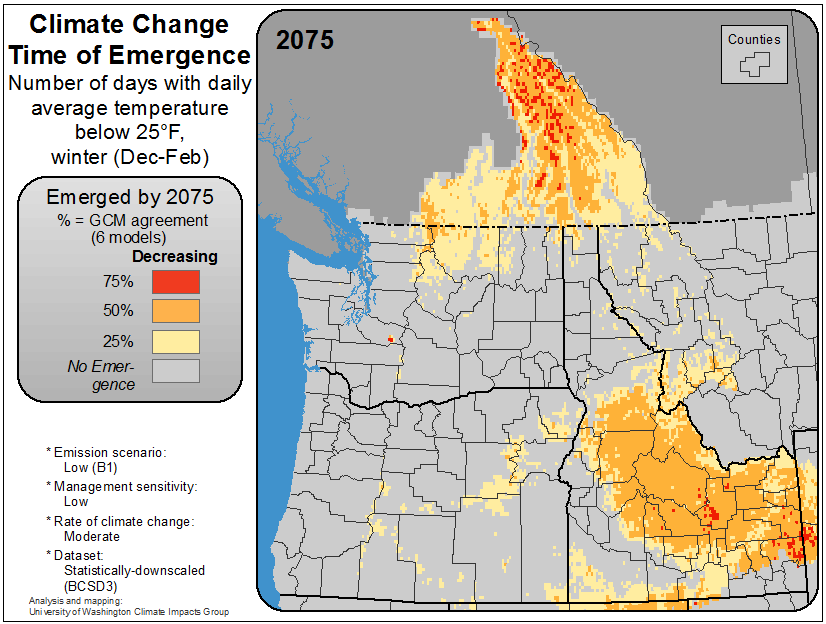 Climate Change
Time of Emergence
Number of days with daily
average temperature
below 25°F,
winter (Dec-Feb)
Emerged by 2075
% = GCM agreement
(6 models)
Decreasing
75%
50%
25%
No Emer-
gence
* Emission scenario:
Low (B1)
* Management sensitivity:
Low
* Rate of climate change:
Moderate
* Dataset:
Statistically-downscaled
(BCSD3)
Analysis and mapping:
University of Washington Climate Impacts Group
2075
Counties